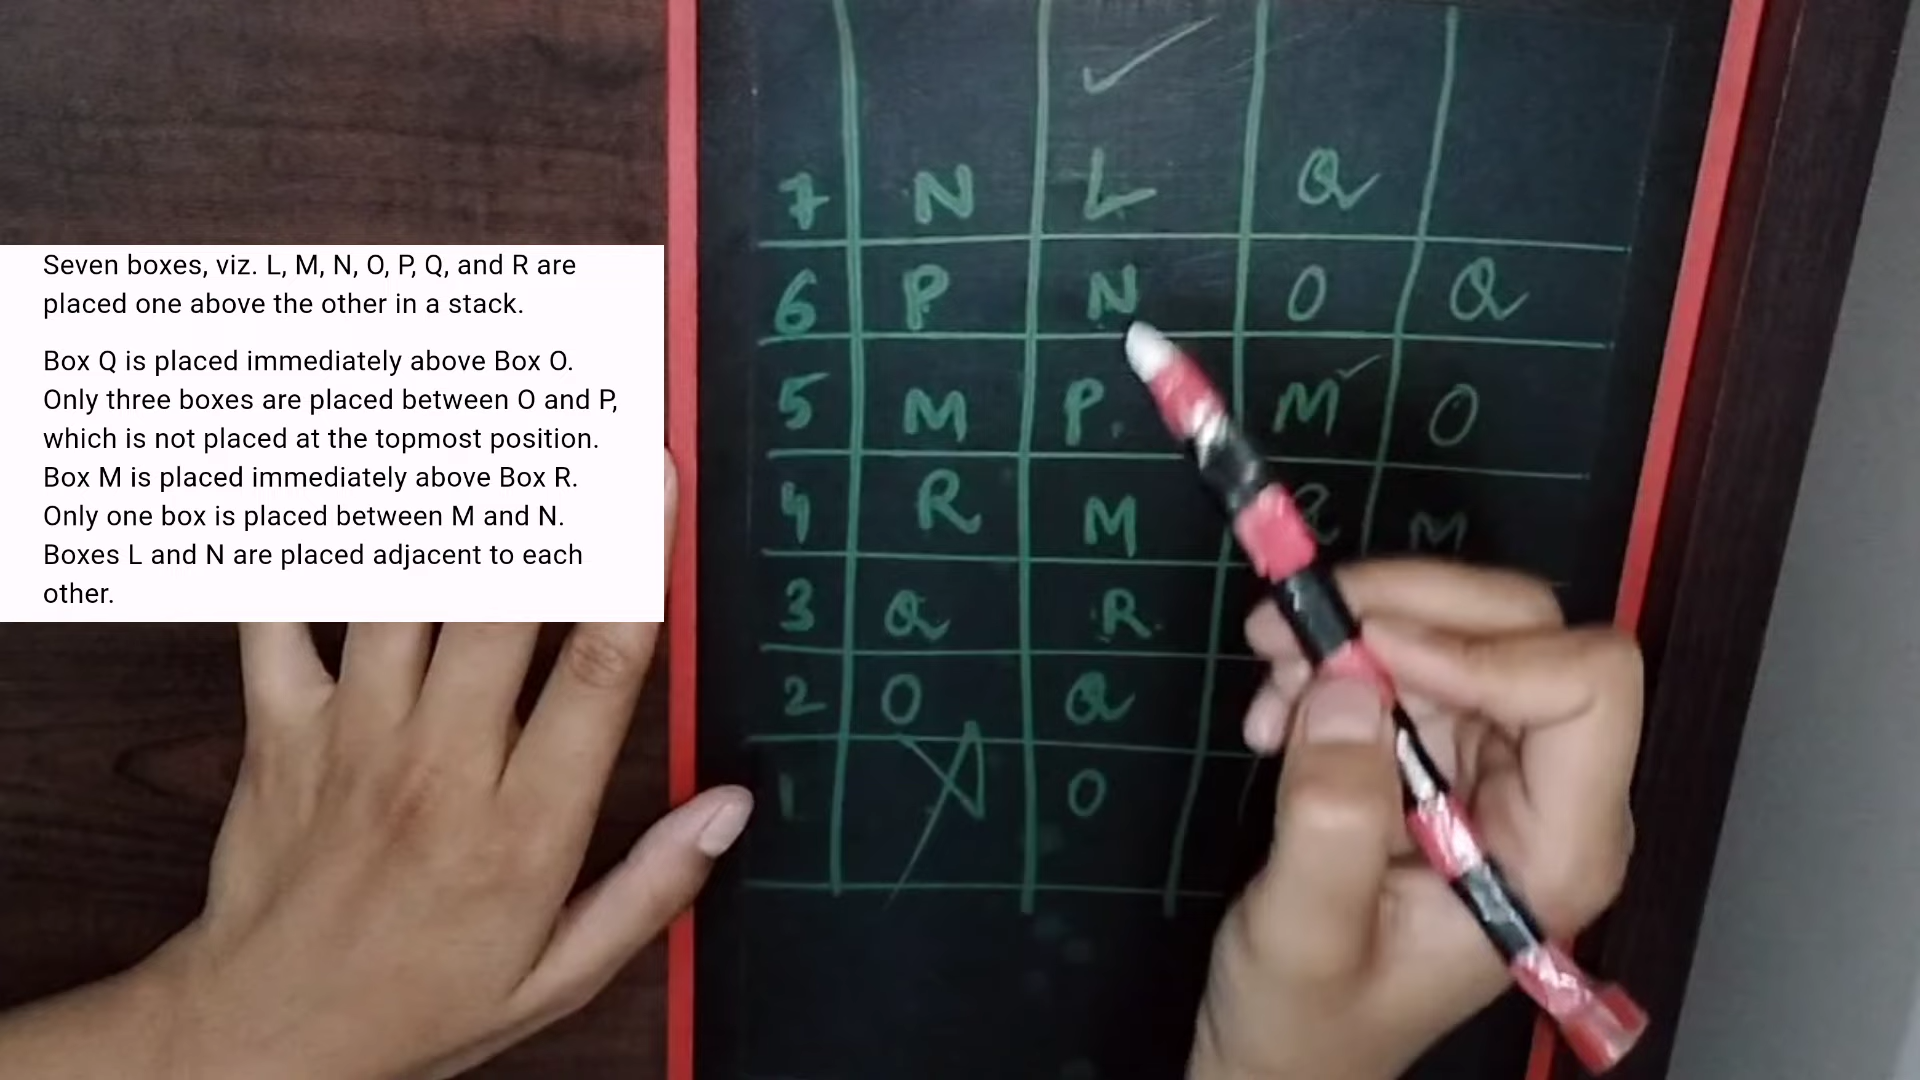 Seven boxes, viz. L, M, N, O, P, Q, and R are
placed one above the other in a stack.
Box Q is placed immediately above Box O.
Only three boxes are placed between O and P,
which is not placed at the topmost position.
Box M is placed immediately above Box R.
Only one box is placed between M and N.
Boxes L and N are placed adjacent to each
other.
7 N L Q
6 P N O Q
5 M P. M O
4 R M R M
3 Q R
2 O Q
1 O